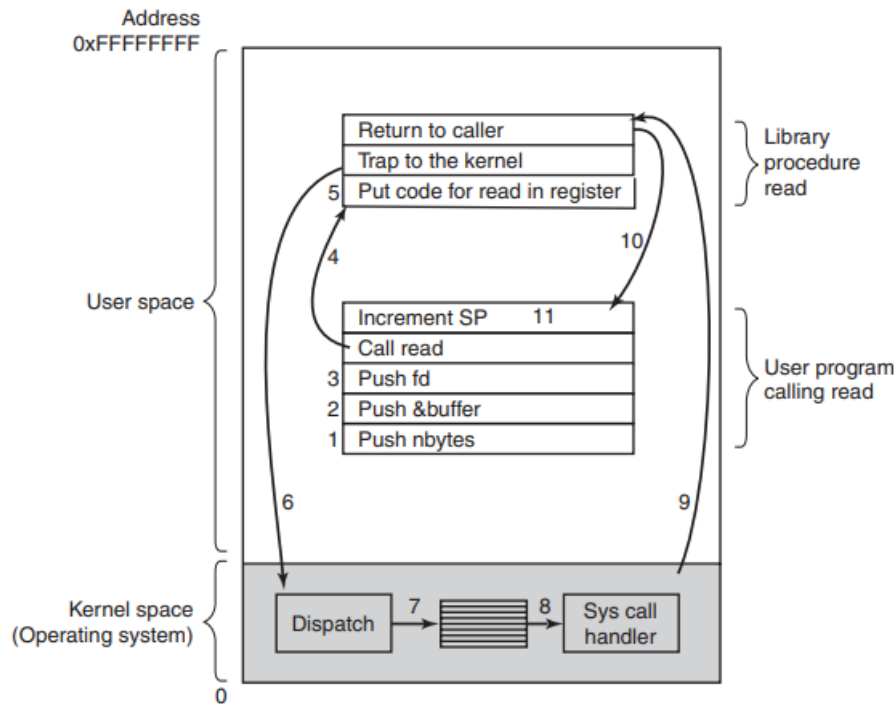 Address
0xFFFFFFFF
Return to caller
Trap to the kernel
5 Put code for read in register
Library
procedure
read
4
10
User space
Increment SP 11
Call read
3 Push fd
2 Push &buffer
1 Push nbytes
User program
calling read
6
9
Kernel space
(Operating system)
Dispatch
7
8
Sys call
handler
0